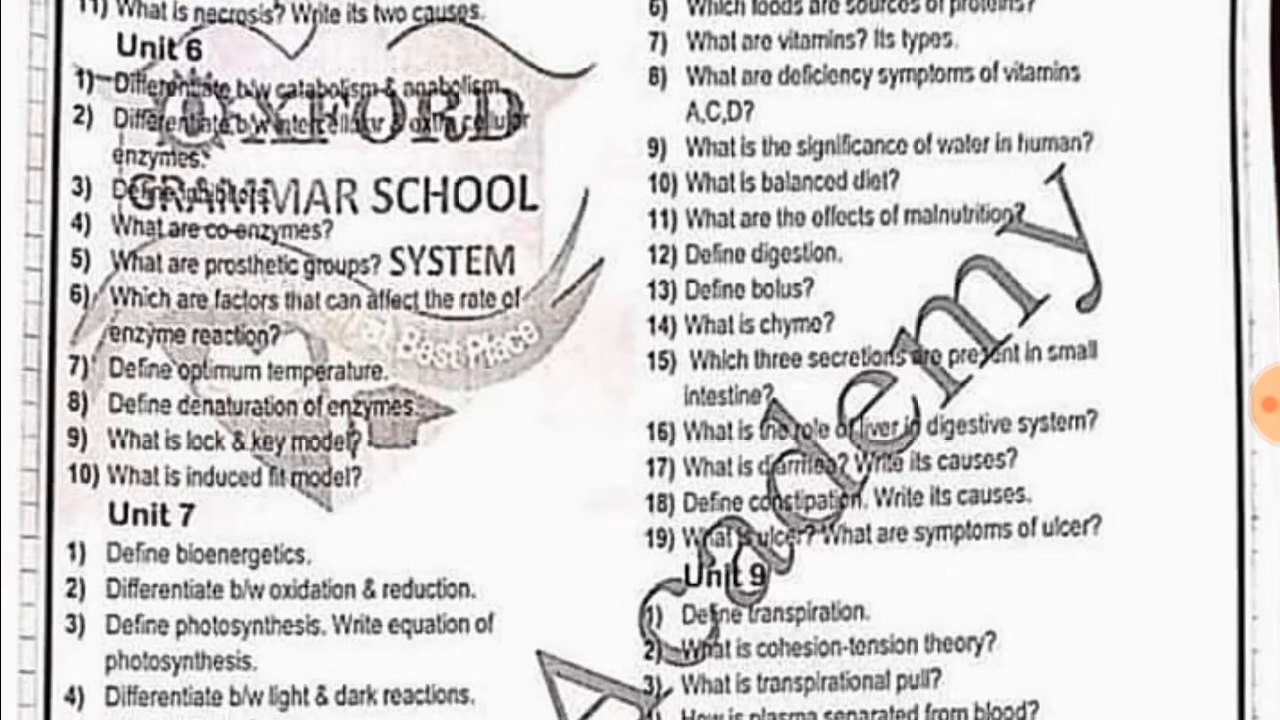 11) What is necrosis? Write its two causes.
Unit 6
1) Differentiate b/w catabolism & anabolism.
2) Differentiate b/w intercellular & extra cellular
enzymes.
3) Define
4) What are co-enzymes?
5) What are prosthetic groups?
6) Which are factors that can affect the rate of
enzyme reaction?
7) Define optimum temperature.
8) Define denaturation of enzymes.
9) What is lock & key model?
10) What is induced fit model?
Unit 7
1) Define bioenergetics.
2) Differentiate b/w oxidation & reduction.
3) Define photosynthesis. Write equation of
photosynthesis.
4) Differentiate b/w light & dark reactions.
6) Which foods are sources of proteins?
7) What are vitamins? Its types.
8) What are deficiency symptoms of vitamins
A,C,D?
9) What is the significance of water in human?
10) What is balanced diet?
11) What are the effects of malnutrition?
12) Define digestion.
13) Define bolus?
14) What is chyme?
15) Which three secretions are present in small
intestine?
16) What is the role of liver in digestive system?
17) What is diarrhea? Write its causes?
18) Define constipation. Write its causes.
19) What is ulcer? What are symptoms of ulcer?
Unit 9
1) Define transpiration.
2) What is cohesion-tension theory?
3) What is transpirational pull?
4) How is plasma separated from blood?
OXFORD
GRAMMAR SCHOOL
SYSTEM
Best Place
Academy